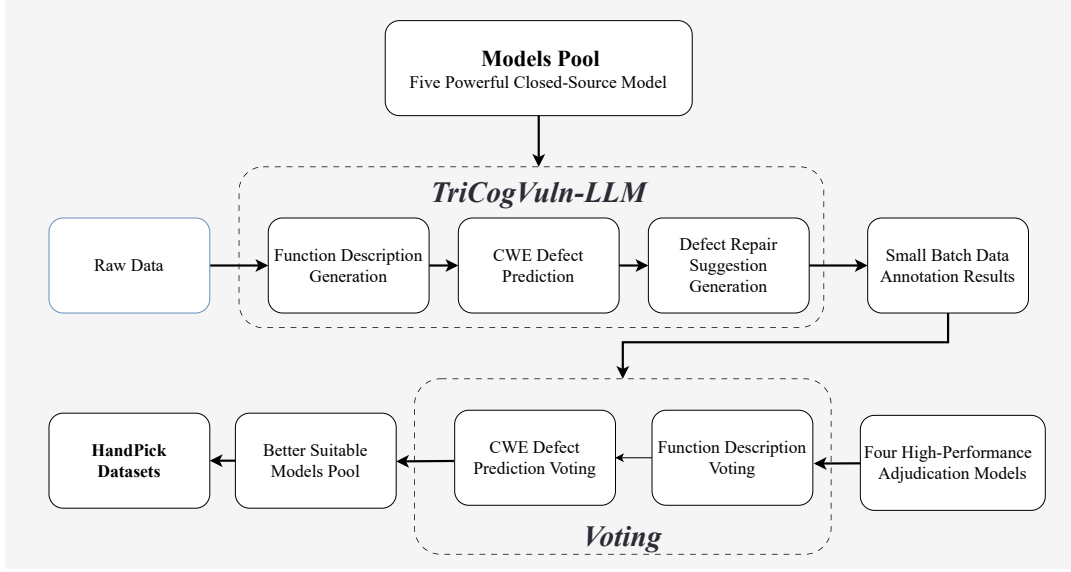 Models Pool
Five Powerful Closed-Source Model
TriCogVuln-LLM
Raw Data
Function Description
Generation
CWE Defect
Prediction
Defect Repair
Suggestion
Generation
Small Batch Data
Annotation Results
HandPick
Datasets
Better Suitable
Models Pool
CWE Defect
Prediction Voting
Function Description
Voting
Four High-Performance
Adjudication Models
Voting